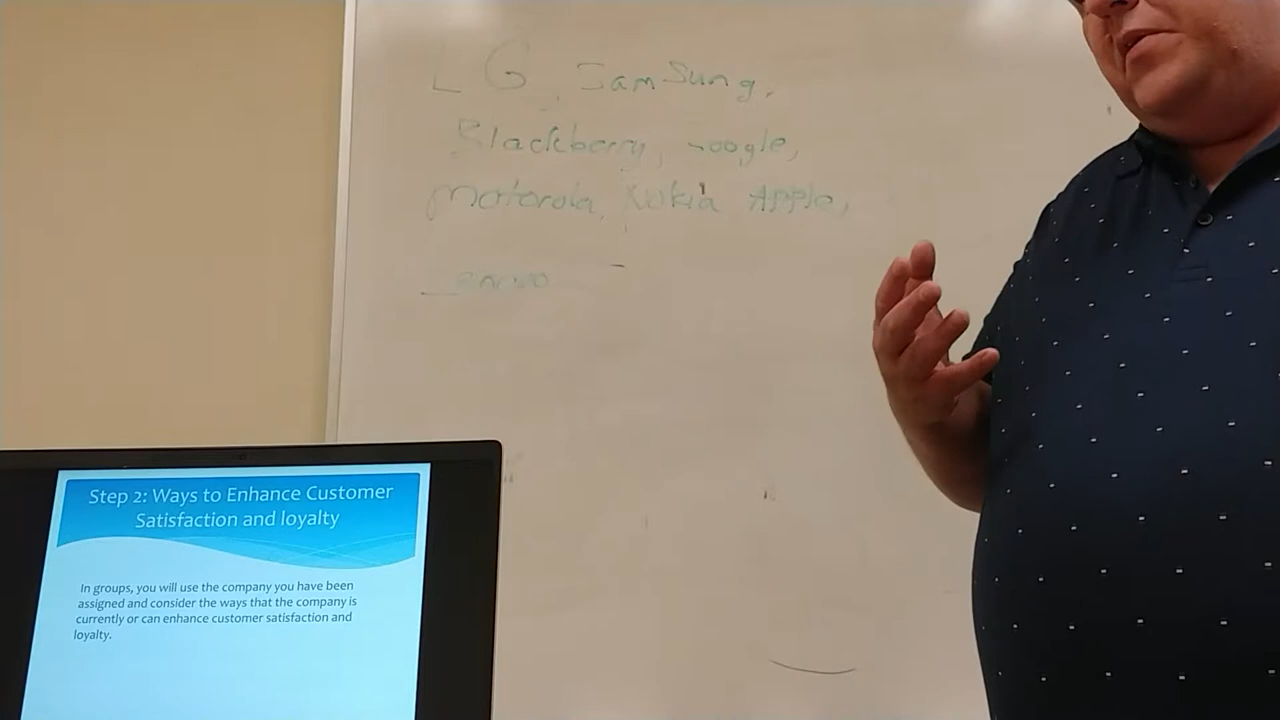 LG SamSung,
Blackberry, Google,
Motorola, Nokia Apple,
Lenovo
Step 2: Ways to Enhance Customer
Satisfaction and loyalty
In groups, you will use the company you have been
assigned and consider the ways that the company is
currently or can enhance customer satisfaction and
loyalty.